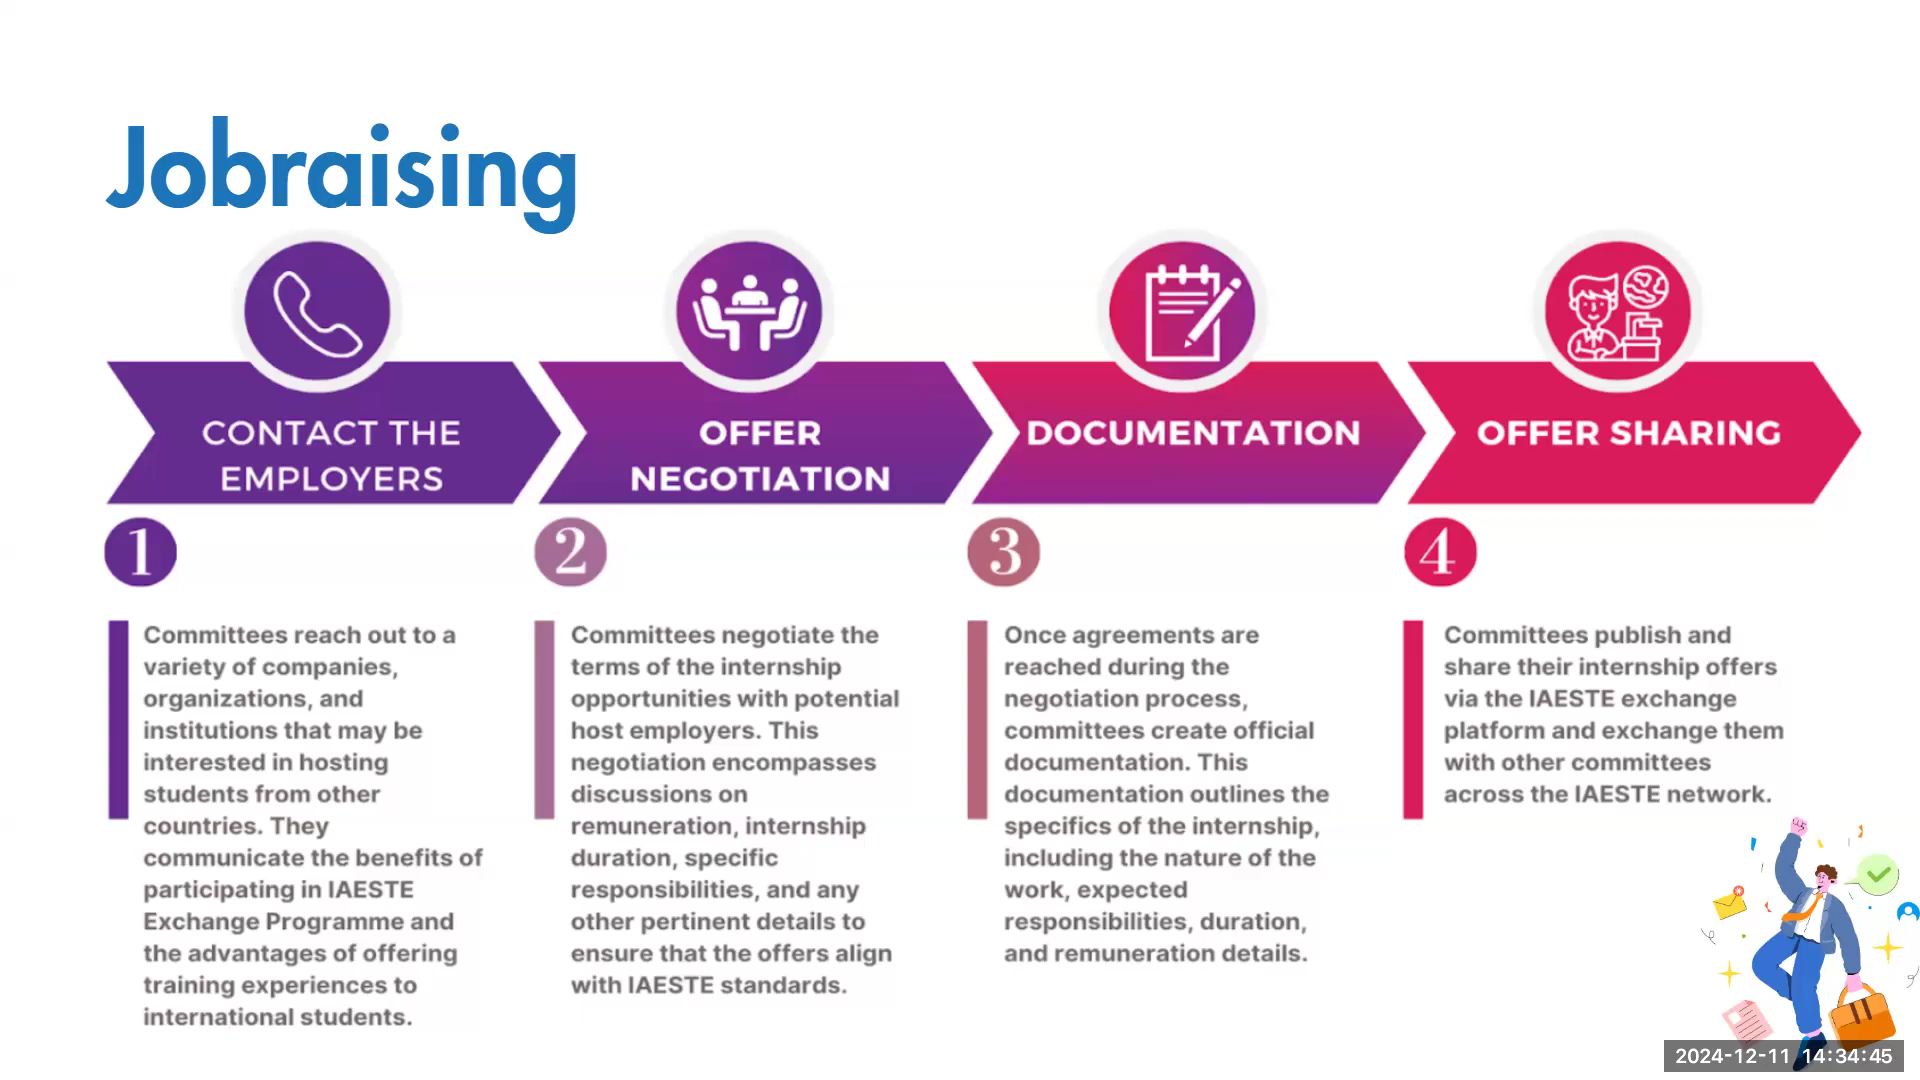 Jobraising
CONTACT THE
EMPLOYERS
OFFER
NEGOTIATION
DOCUMENTATION
OFFER SHARING
1
Committees reach out to a
variety of companies,
organizations, and
institutions that may be
interested in hosting
students from other
countries. They
communicate the benefits of
participating in IAESTE
Exchange Programme and
the advantages of offering
training experiences to
international students.
2
Committees negotiate the
terms of the internship
opportunities with potential
host employers. This
negotiation encompasses
discussions on
remuneration, internship
duration, specific
responsibilities, and any
other pertinent details to
ensure that the offers align
with IAESTE standards.
3
Once agreements are
reached during the
negotiation process,
committees create official
documentation. This
documentation outlines the
specifics of the internship,
including the nature of the
work, expected
responsibilities, duration,
and remuneration details.
4
Committees publish and
share their internship offers
via the IAESTE exchange
platform and exchange them
with other committees
across the IAESTE network.
2024-12-11 14:34:45